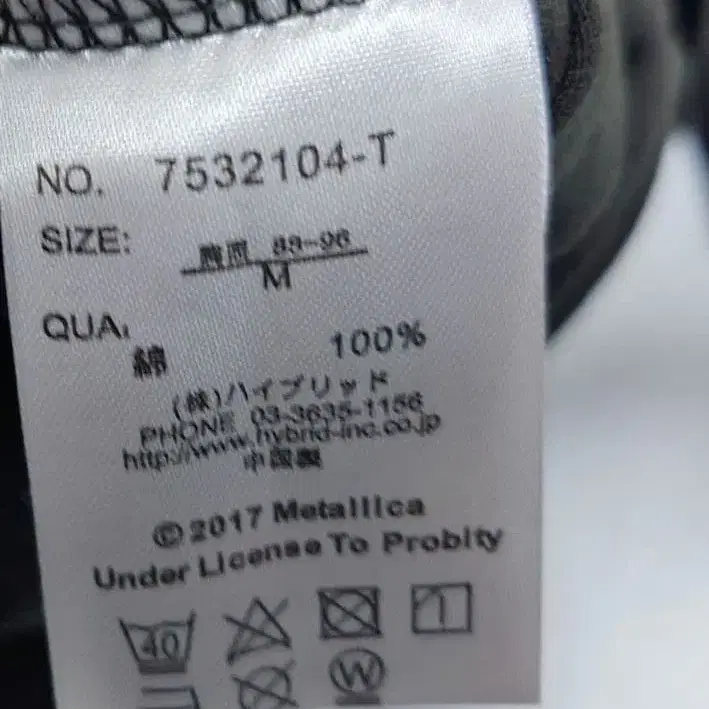 NO. 7532104-T
SIZE: 胸囲 88-96
M
QUA.
綿 100%
(株)ハイブリッド
PHONE 03-3635-1156
http://www.hybrid-inc.co.jp
中国製
© 2017 Metallica
Under License To Probity
40
W